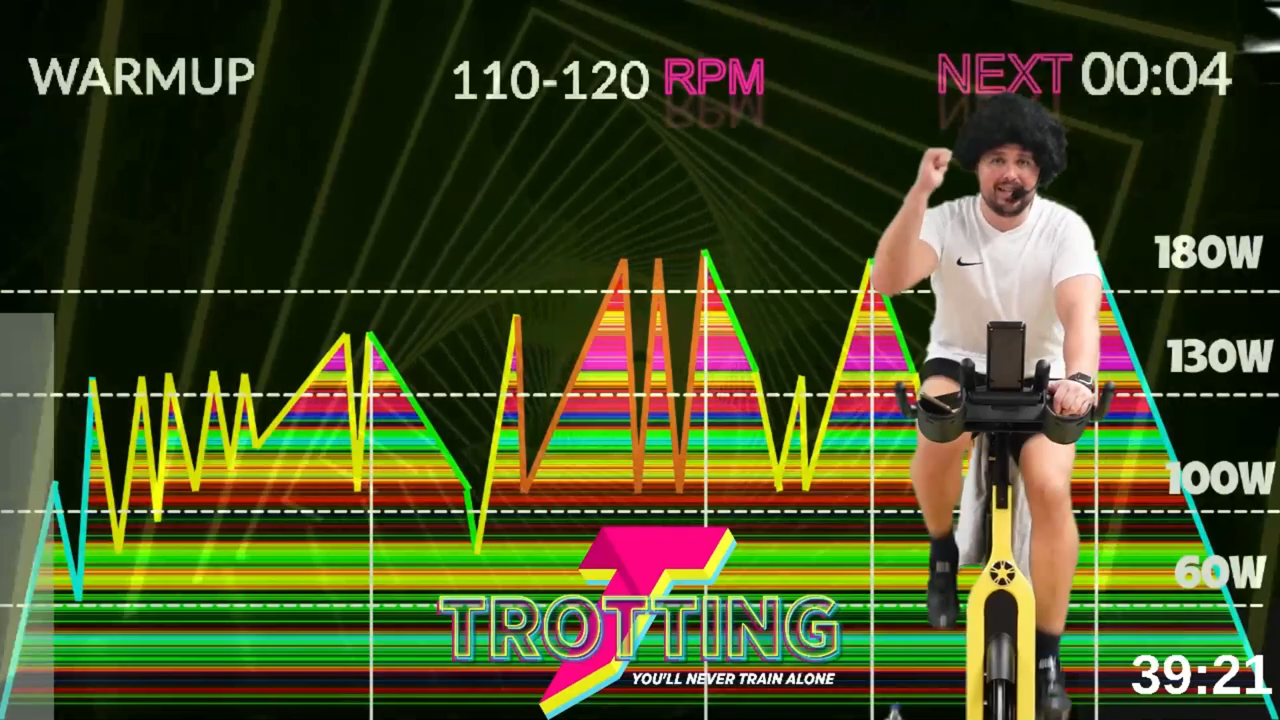 WARMUP
110-120 RPM
NEXT 00:04
180W
130W
100W
60W
TROTTING
YOU'LL NEVER TRAIN ALONE
39:21